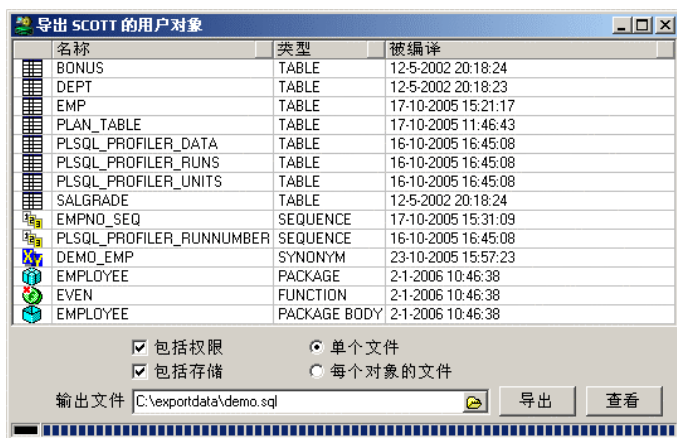 导出 SCOTT 的用户对象
名称 类型 被编译
BONUS TABLE 12-5-2002 20:18:24
DEPT TABLE 12-5-2002 20:18:23
EMP TABLE 17-10-2005 15:21:17
PLAN_TABLE TABLE 17-10-2005 11:46:43
PLSQL_PROFILER_DATA TABLE 16-10-2005 16:45:08
PLSQL_PROFILER_RUNS TABLE 16-10-2005 16:45:08
PLSQL_PROFILER_UNITS TABLE 16-10-2005 16:45:08
SALGRADE TABLE 12-5-2002 20:18:24
EMPNO_SEQ SEQUENCE 17-10-2005 15:31:09
PLSQL_PROFILER_RUNNUMBER SEQUENCE 16-10-2005 16:45:08
DEMO_EMP SYNONYM 23-10-2005 15:57:23
EMPLOYEE PACKAGE 2-1-2006 10:46:38
EVEN FUNCTION 2-1-2006 10:46:38
EMPLOYEE PACKAGE BODY 2-1-2006 10:46:38
包括权限 单个文件
包括存储 每个对象的文件
输出文件 C:\exportdata\demo.sql 导出 查看